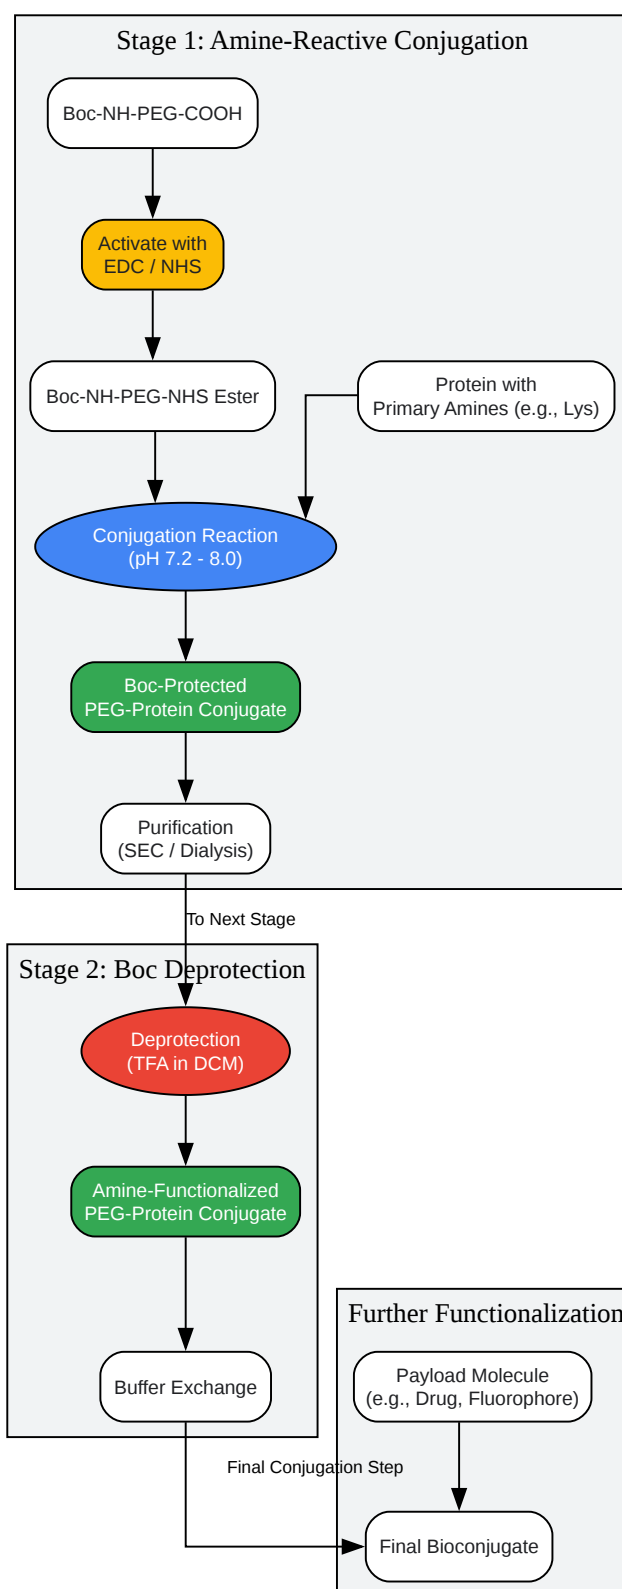 Stage 1: Amine-Reactive Conjugation
Boc-NH-PEG-COOH
Activate with
EDC / NHS
Boc-NH-PEG-NHS Ester
Protein with
Primary Amines (e.g., Lys)
Conjugation Reaction
(pH 7.2 - 8.0)
Boc-Protected
PEG-Protein Conjugate
Purification
(SEC / Dialysis)
To Next Stage
Stage 2: Boc Deprotection
Deprotection
(TFA in DCM)
Amine-Functionalized
PEG-Protein Conjugate
Buffer Exchange
Further Functionalization
Payload Molecule
(e.g., Drug, Fluorophore)
Final Conjugation Step
Final Bioconjugate